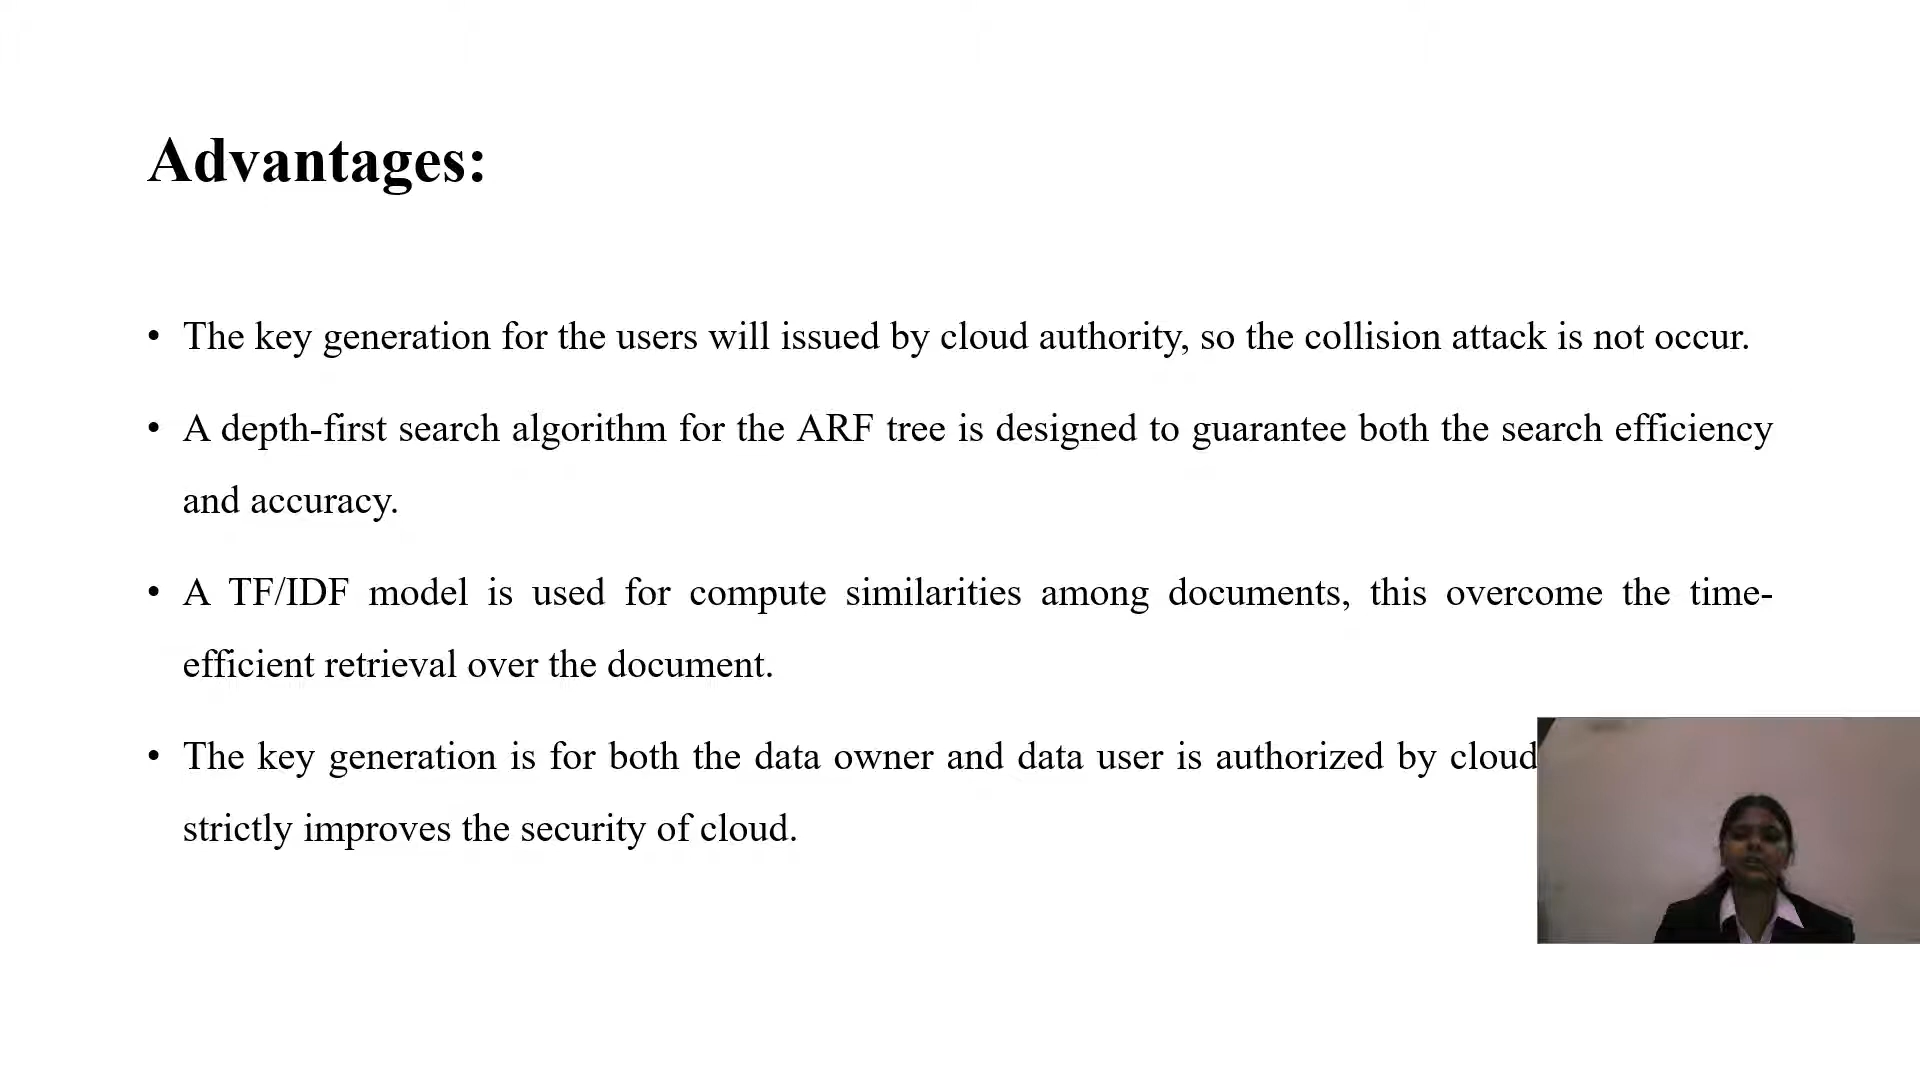 Advantages:
• The key generation for the users will issued by cloud authority, so the collision attack is not occur.
• A depth-first search algorithm for the ARF tree is designed to guarantee both the search efficiency
and accuracy.
• A TF/IDF model is used for compute similarities among documents, this overcome the time-
efficient retrieval over the document.
• The key generation is for both the data owner and data user is authorized by cloud
strictly improves the security of cloud.